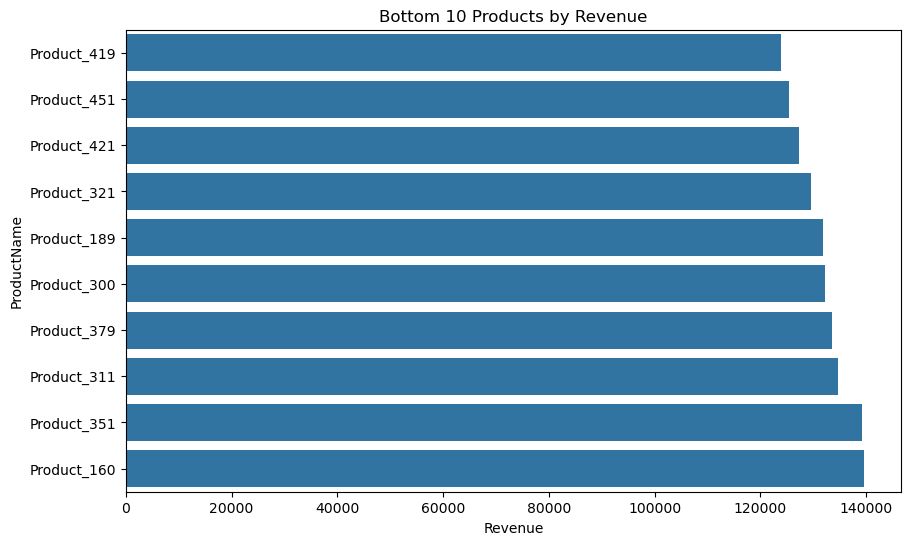 Bottom 10 Products by Revenue
ProductName
Product_419
Product_451
Product_421
Product_321
Product_189
Product_300
Product_379
Product_311
Product_351
Product_160
0 20000 40000 60000 80000 100000 120000 140000
Revenue